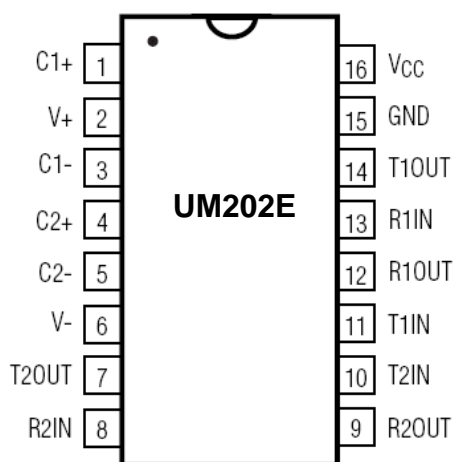 C1+ 1 16 VCC
V+ 2 15 GND
C1- 3 14 T1OUT
UM202E
C2+ 4 13 R1IN
C2- 5 12 R1OUT
V- 6 11 T1IN
T2OUT 7 10 T2IN
R2IN 8 9 R2OUT